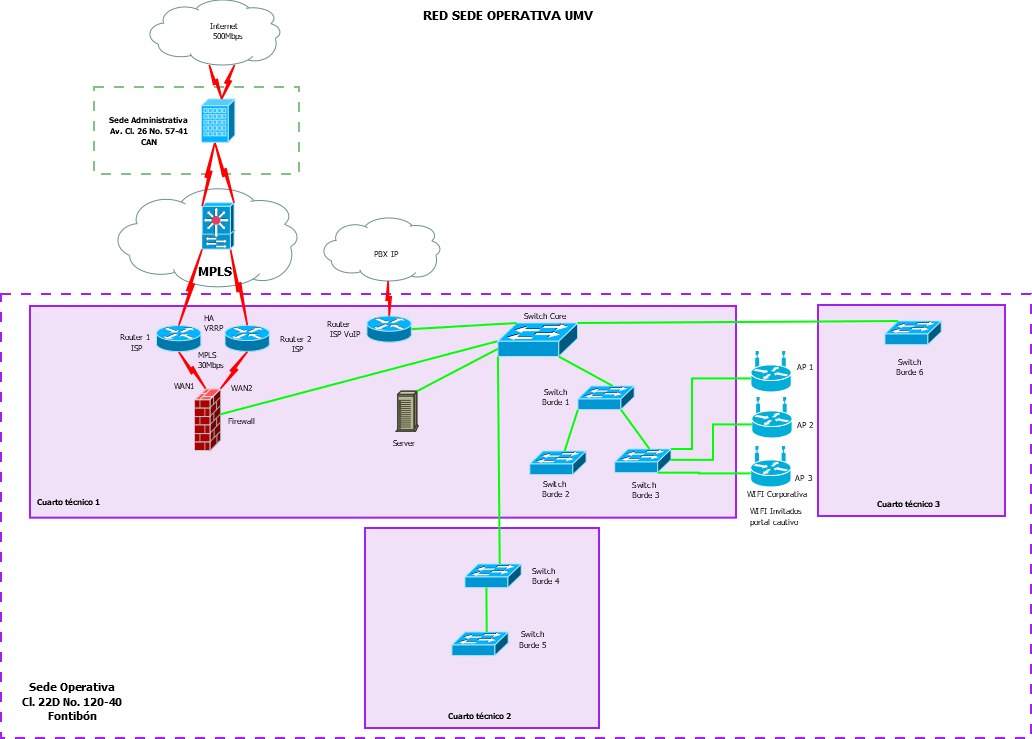 RED SEDE OPERATIVA UMV
Internet
500Mbps
Sede Administrativa
Av. Cl. 26 No. 57-41
CAN
MPLS
PBX IP
HA
VRRP
Router 1
ISP
Router 2
ISP
MPLS
30Mbps
WAN1
WAN2
Firewall
Router
ISP VoIP
Switch Core
Server
Switch
Borde 1
Switch
Borde 2
Switch
Borde 3
AP 1
AP 2
AP 3
WIFI Corporativa
WIFI Invitados
portal cautivo
Switch
Borde 6
Cuarto técnico 1
Cuarto técnico 3
Switch
Borde 4
Switch
Borde 5
Cuarto técnico 2
Sede Operativa
Cl. 22D No. 120-40
Fontibón